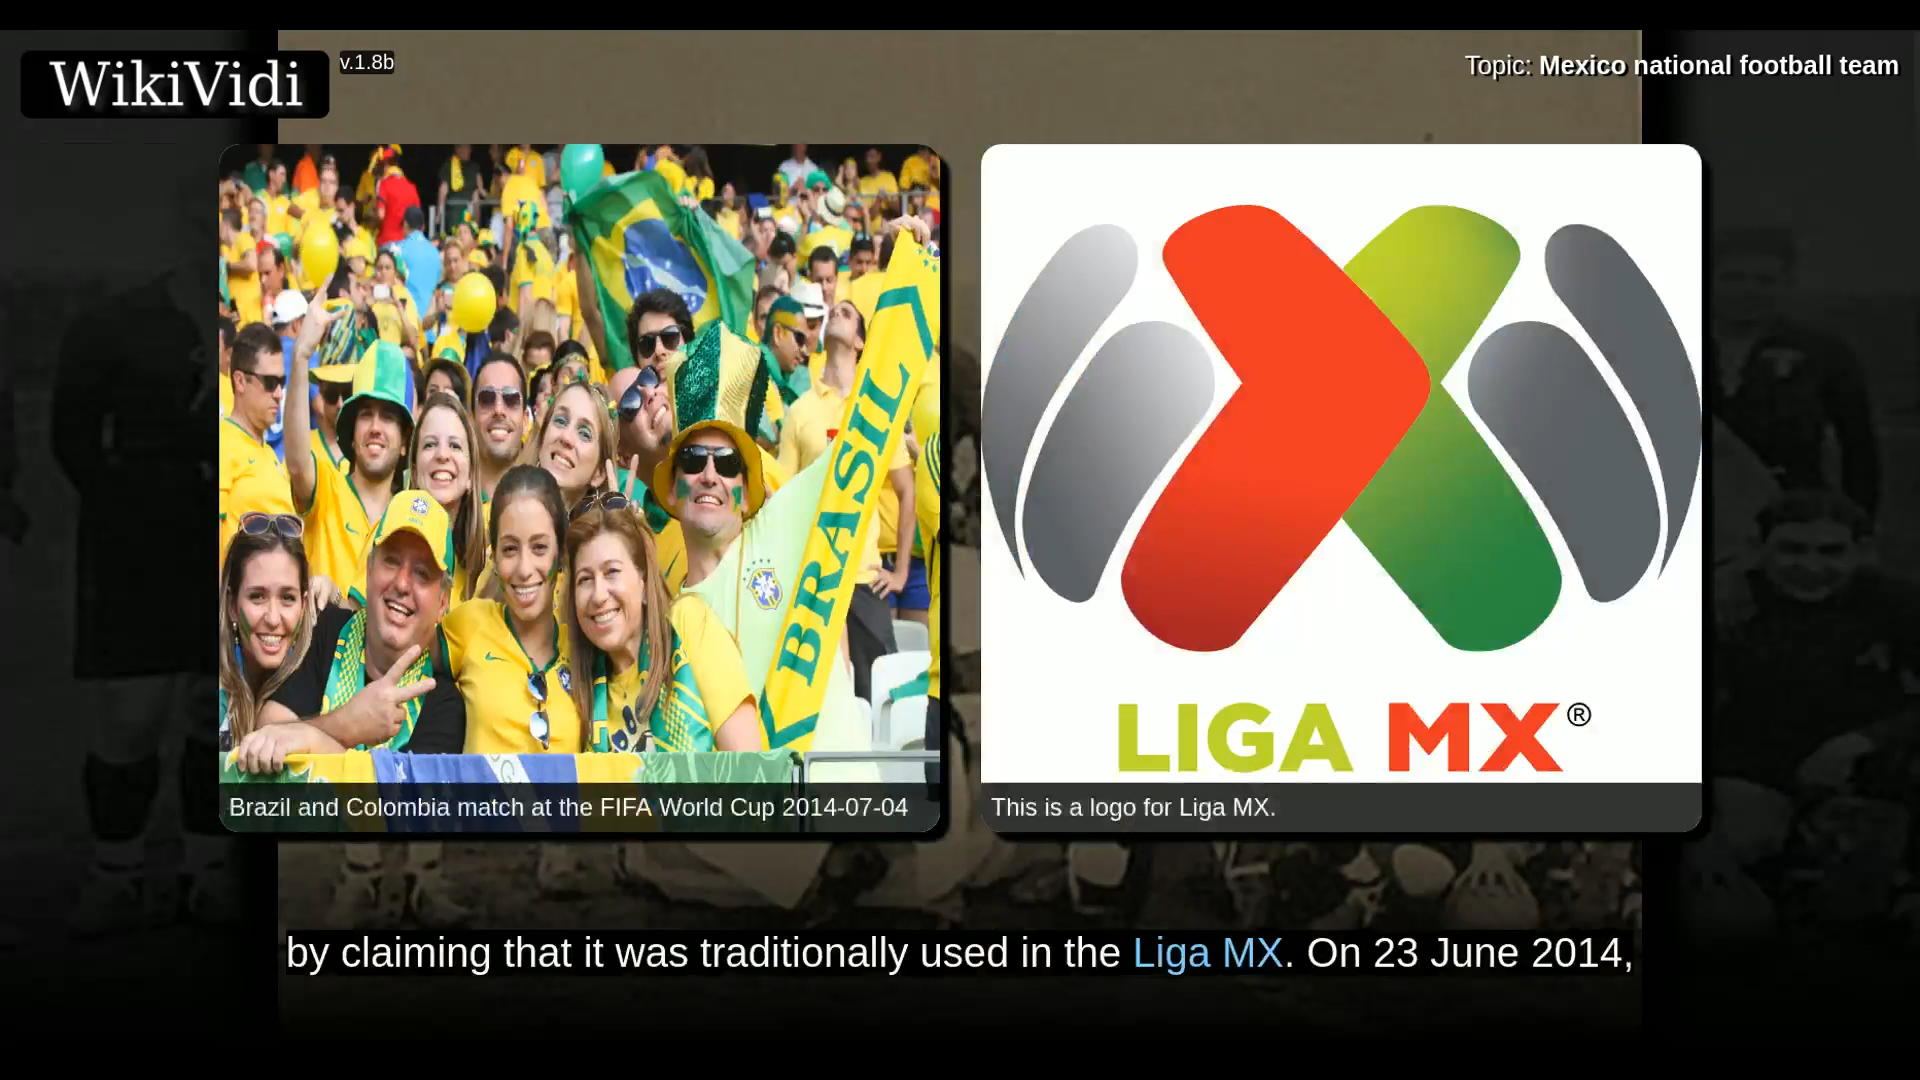 WikiVidi
v.1.8b
Topic: Mexico national football team
BRASIL
LIGA MX®
Brazil and Colombia match at the FIFA World Cup 2014-07-04
This is a logo for Liga MX.
by claiming that it was traditionally used in the Liga MX. On 23 June 2014,